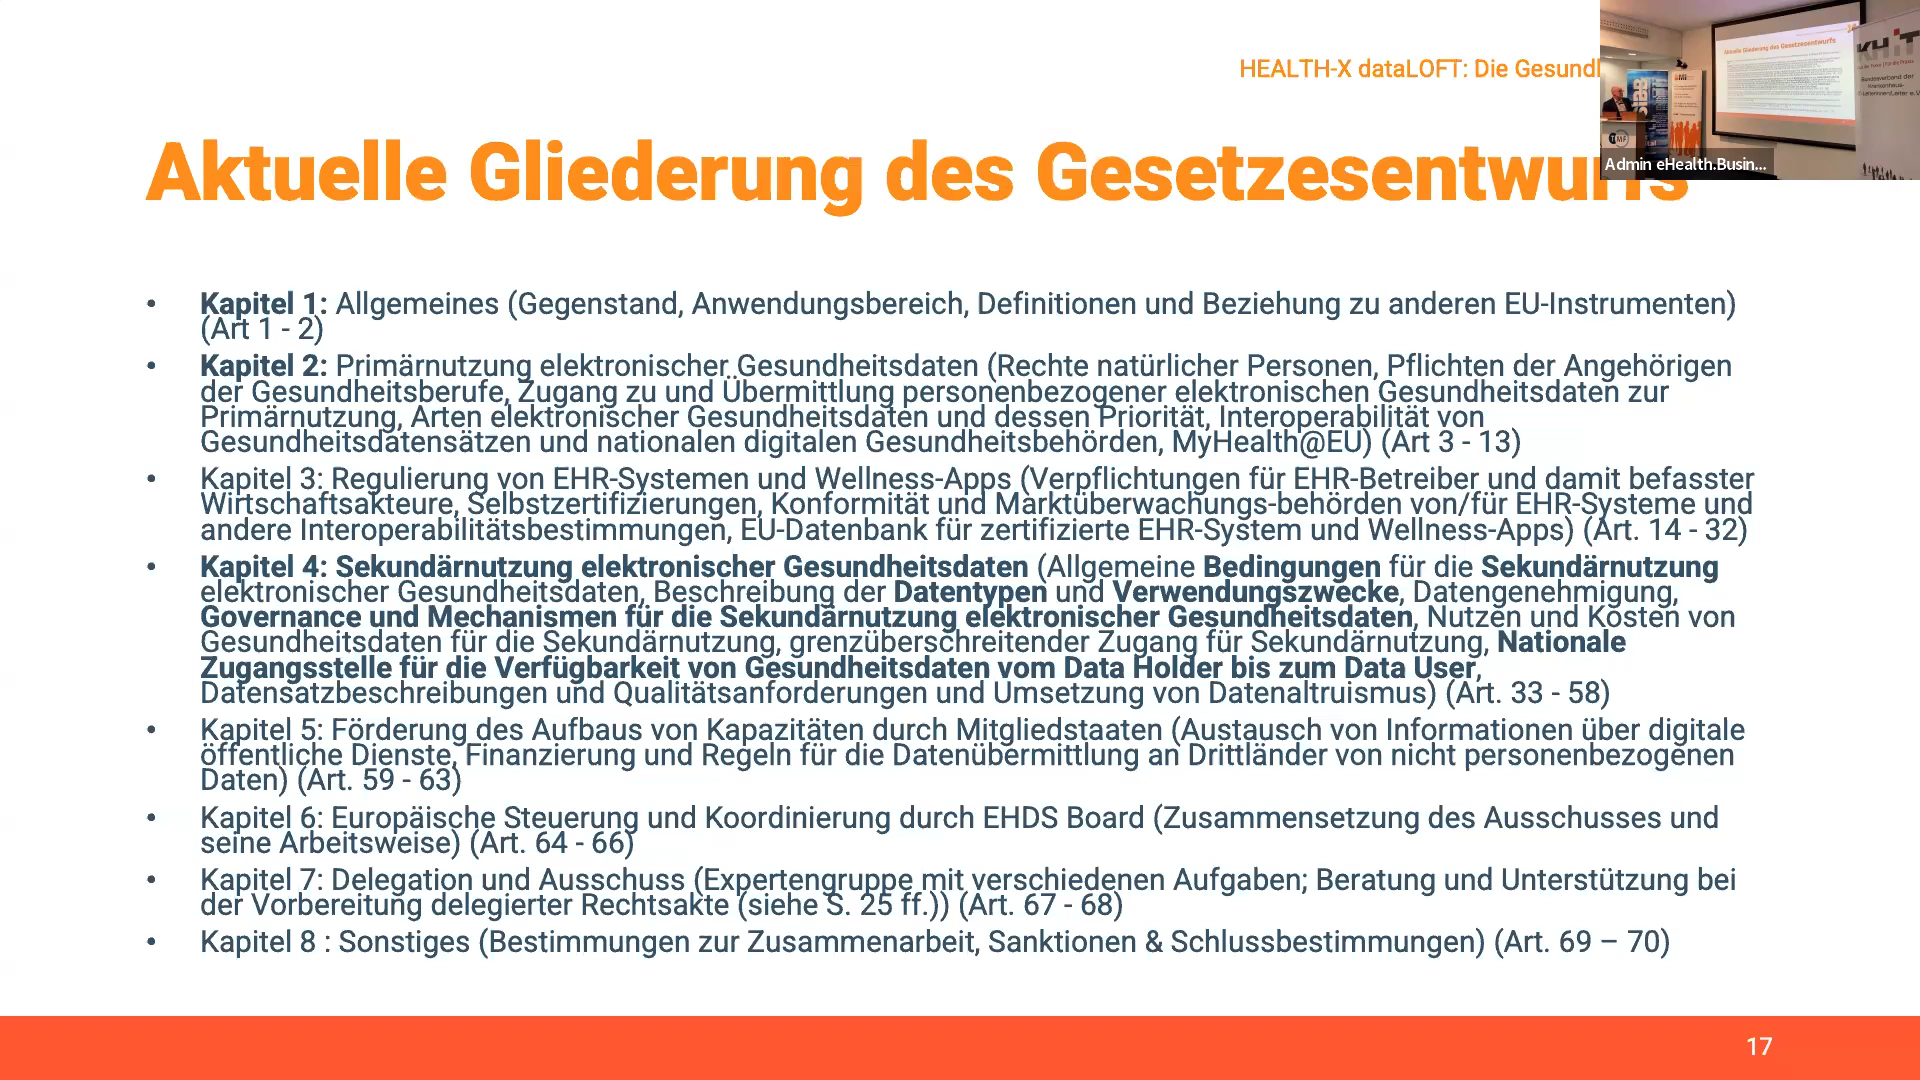 HEALTH-X dataLOFT: Die
Aktuelle Gliederung des Gesetzesentwurfs
Admin eHealth.Busin...
• Kapitel 1: Allgemeines (Gegenstand, Anwendungsbereich, Definitionen und Beziehung zu anderen EU-Instrumenten)
(Art 1 - 2)
• Kapitel 2: Primärnutzung elektronischer Gesundheitsdaten (Rechte natürlicher Personen, Pflichten der Angehörigen
der Gesundheitsberufe, Zugang zu und Übermittlung personenbezogener elektronischen Gesundheitsdaten zur
Primärnutzung, Arten elektronischer Gesundheitsdaten und dessen Priorität, Interoperabilität von
Gesundheitsdatensätzen und nationalen digitalen Gesundheitsbehörden, MyHealth@EU) (Art 3 - 13)
• Kapitel 3: Regulierung von EHR-Systemen und Wellness-Apps (Verpflichtungen für EHR-Betreiber und damit befasster
Wirtschaftsakteure, Selbstzertifizierungen, Konformität und Marktüberwachungs-behörden von/für EHR-Systeme und
andere Interoperabilitätsbestimmungen, EU-Datenbank für zertifizierte EHR-System und Wellness-Apps) (Art. 14 - 32)
• Kapitel 4: Sekundärnutzung elektronischer Gesundheitsdaten (Allgemeine Bedingungen für die Sekundärnutzung
elektronischer Gesundheitsdaten, Beschreibung der Datentypen und Verwendungszwecke, Datengenehmigung,
Governance und Mechanismen für die Sekundärnutzung elektronischer Gesundheitsdaten, Nutzen und Kosten von
Gesundheitsdaten für die Sekundärnutzung, grenzüberschreitender Zugang für Sekundärnutzung, Nationale
Zugangsstelle für die Verfügbarkeit von Gesundheitsdaten vom Data Holder bis zum Data User,
Datensatzbeschreibungen und Qualitätsanforderungen und Umsetzung von Datenaltruismus) (Art. 33 - 58)
• Kapitel 5: Förderung des Aufbaus von Kapazitäten durch Mitgliedstaaten (Austausch von Informationen über digitale
öffentliche Dienste, Finanzierung und Regeln für die Datenübermittlung an Drittländer von nicht personenbezogenen
Daten) (Art. 59 - 63)
• Kapitel 6: Europäische Steuerung und Koordinierung durch EHDS Board (Zusammensetzung des Ausschusses und
seine Arbeitsweise) (Art. 64 - 66)
• Kapitel 7: Delegation und Ausschuss (Expertengruppe mit verschiedenen Aufgaben; Beratung und Unterstützung bei
der Vorbereitung delegierter Rechtsakte (siehe S. 25 ff.)) (Art. 67 - 68)
• Kapitel 8 : Sonstiges (Bestimmungen zur Zusammenarbeit, Sanktionen & Schlussbestimmungen) (Art. 69 – 70)
17